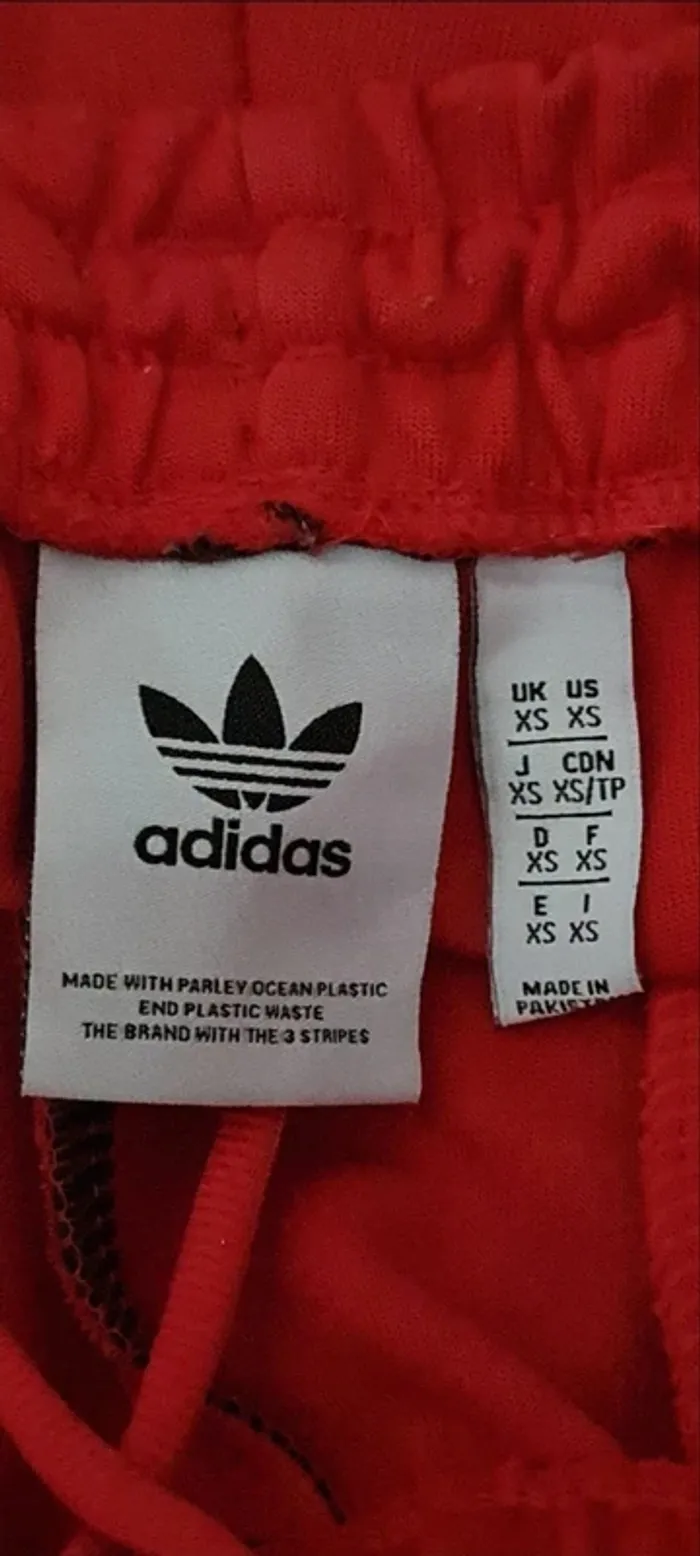 adidas
MADE WITH PARLEY OCEAN PLASTIC
END PLASTIC WASTE
THE BRAND WITH THE 3 STRIPES
UK US
XS XS
J CDN
XS XS/TP
D F
XS XS
E I
XS XS
MADE IN